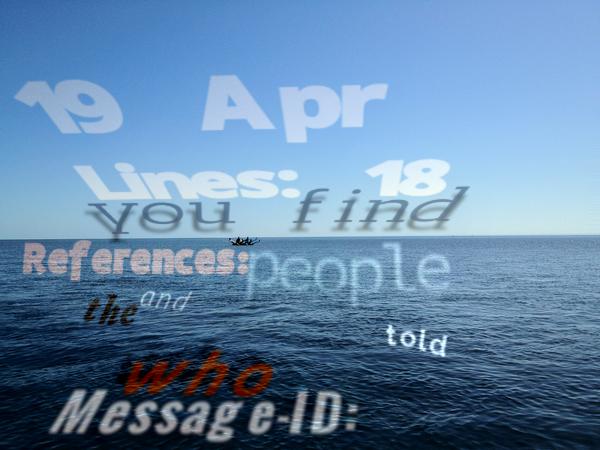 19 Apr
Lines: 18
you find
References: people
the and
told
who
Message-ID: